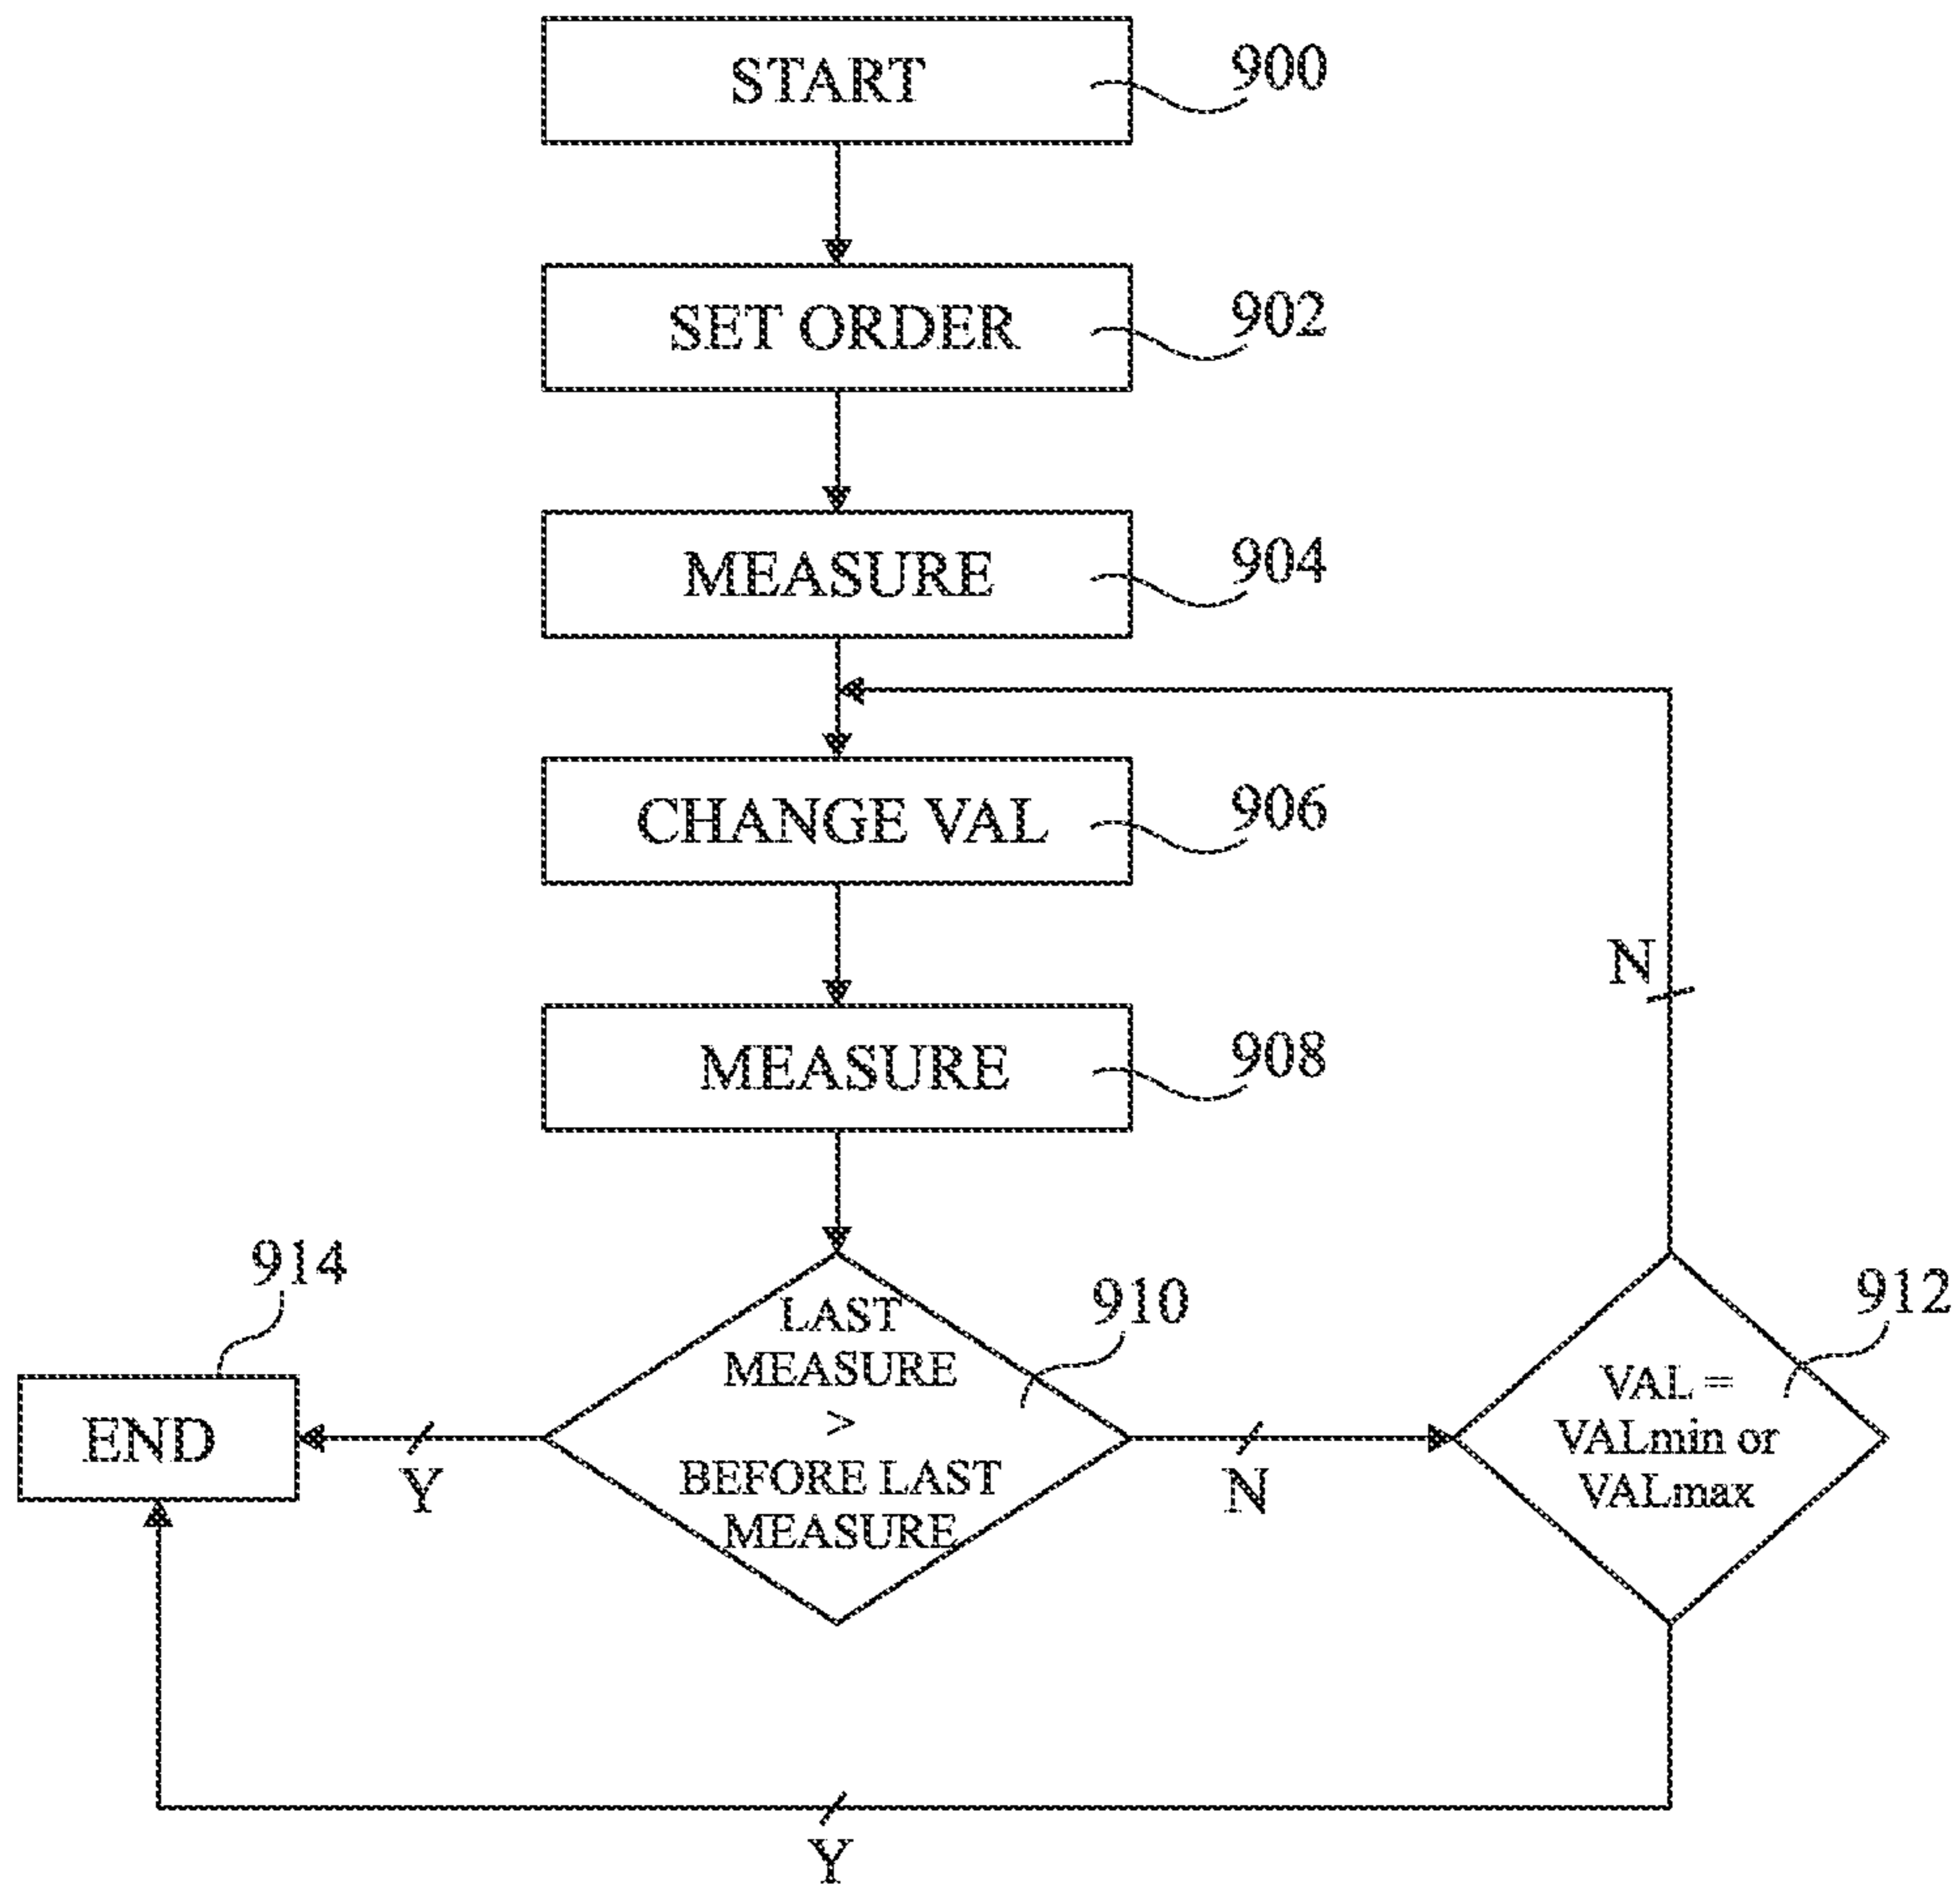 START
900
SET ORDER
902
MEASURE
904
CHANGE VAL
906
N
MEASURE
908
914
END
Y
LAST
MEASURE
>
BEFORE LAST
MEASURE
910
N
912
VAL =
VALmin or
VALmax
Y